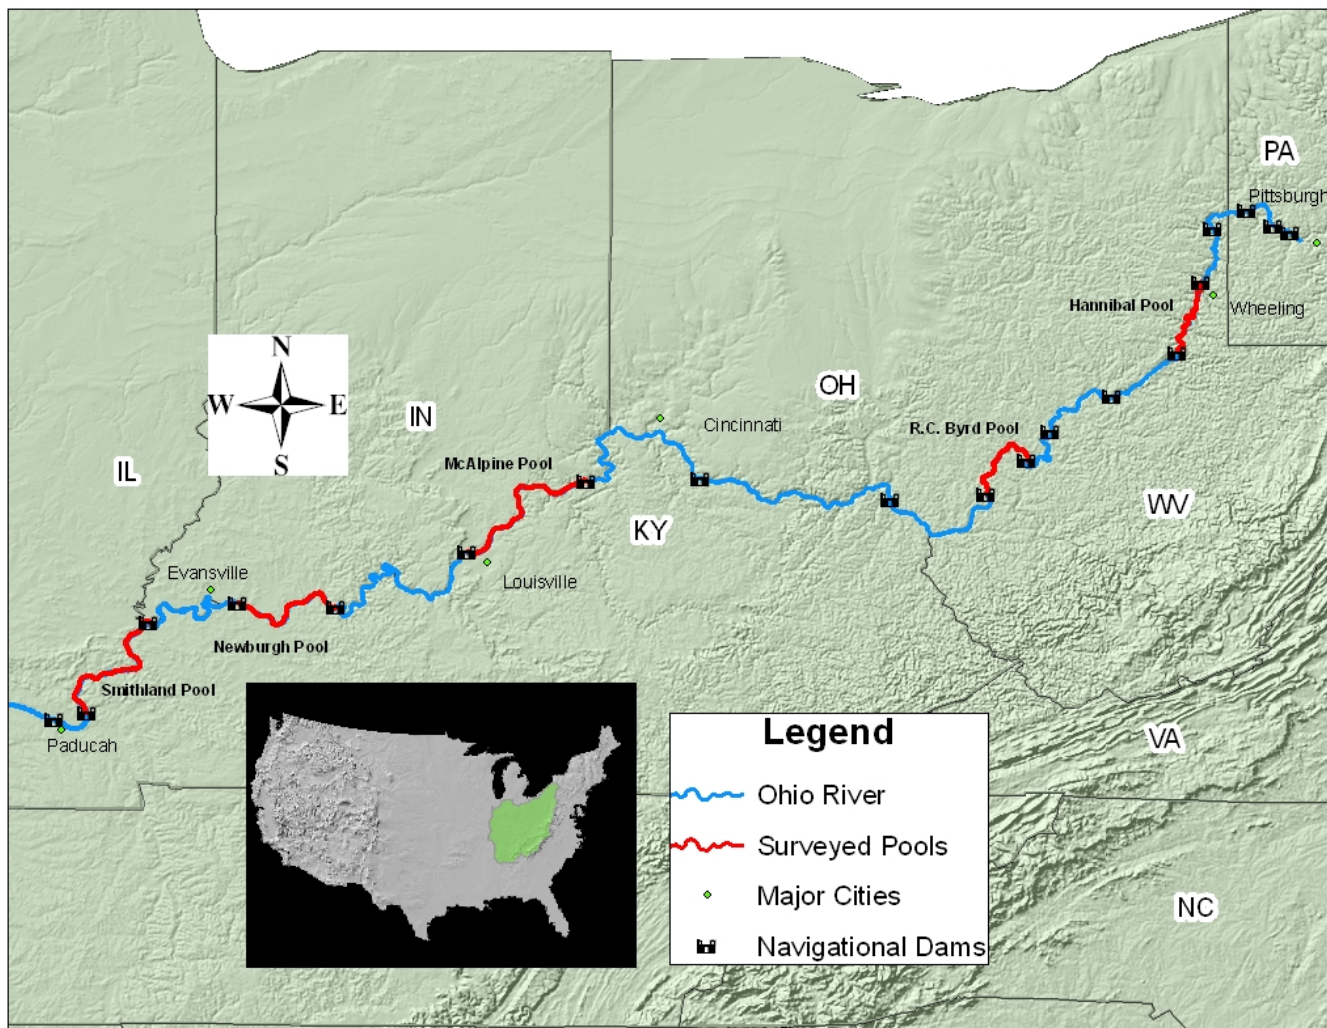 PA
Pittsburgh
Hannibal Pool
Wheeling
N
W E
S
OH
IN
Cincinnati
R.C. Byrd Pool
McAlpine Pool
IL
WV
KY
Evansville
Louisville
Newburgh Pool
Smithland Pool
Paducah
VA
Legend
Ohio River
Surveyed Pools
Major Cities
Navigational Dams
NC